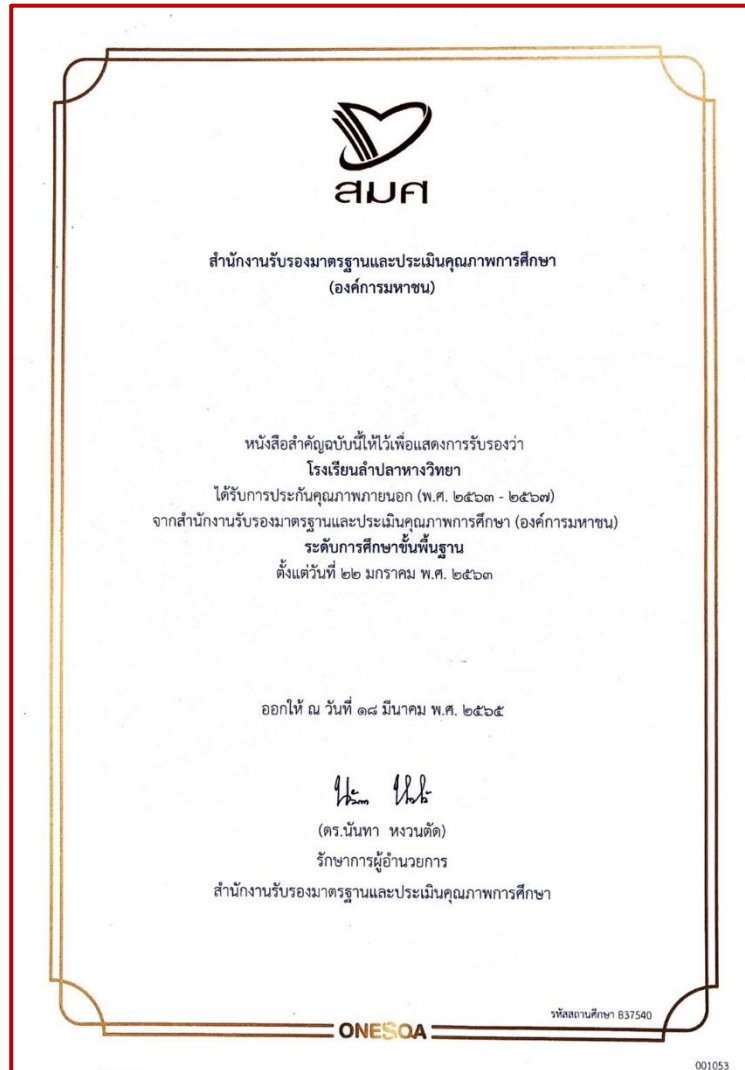 สมศ
สำนักงานรับรองมาตรฐานและประเมินคุณภาพการศึกษา
(องค์การมหาชน)
หนังสือสำคัญฉบับนี้ให้ไว้เพื่อแสดงการรับรองว่า
โรงเรียนลำปลาหางวิทยา
ได้รับการประกันคุณภาพภายนอก (พ.ศ. ๒๕๖๓ - ๒๕๖๗)
จากสำนักงานรับรองมาตรฐานและประเมินคุณภาพการศึกษา (องค์การมหาชน)
ระดับการศึกษาขั้นพื้นฐาน
ตั้งแต่วันที่ ๒๒ มกราคม พ.ศ. ๒๕๖๓
ออกให้ ณ วันที่ ๑๘ มีนาคม พ.ศ. ๒๕๖๕
(ดร.นันทา หงวนตัด)
รักษาการผู้อำนวยการ
สำนักงานรับรองมาตรฐานและประเมินคุณภาพการศึกษา
รหัสสถานศึกษา B37540
ONESQA
001053